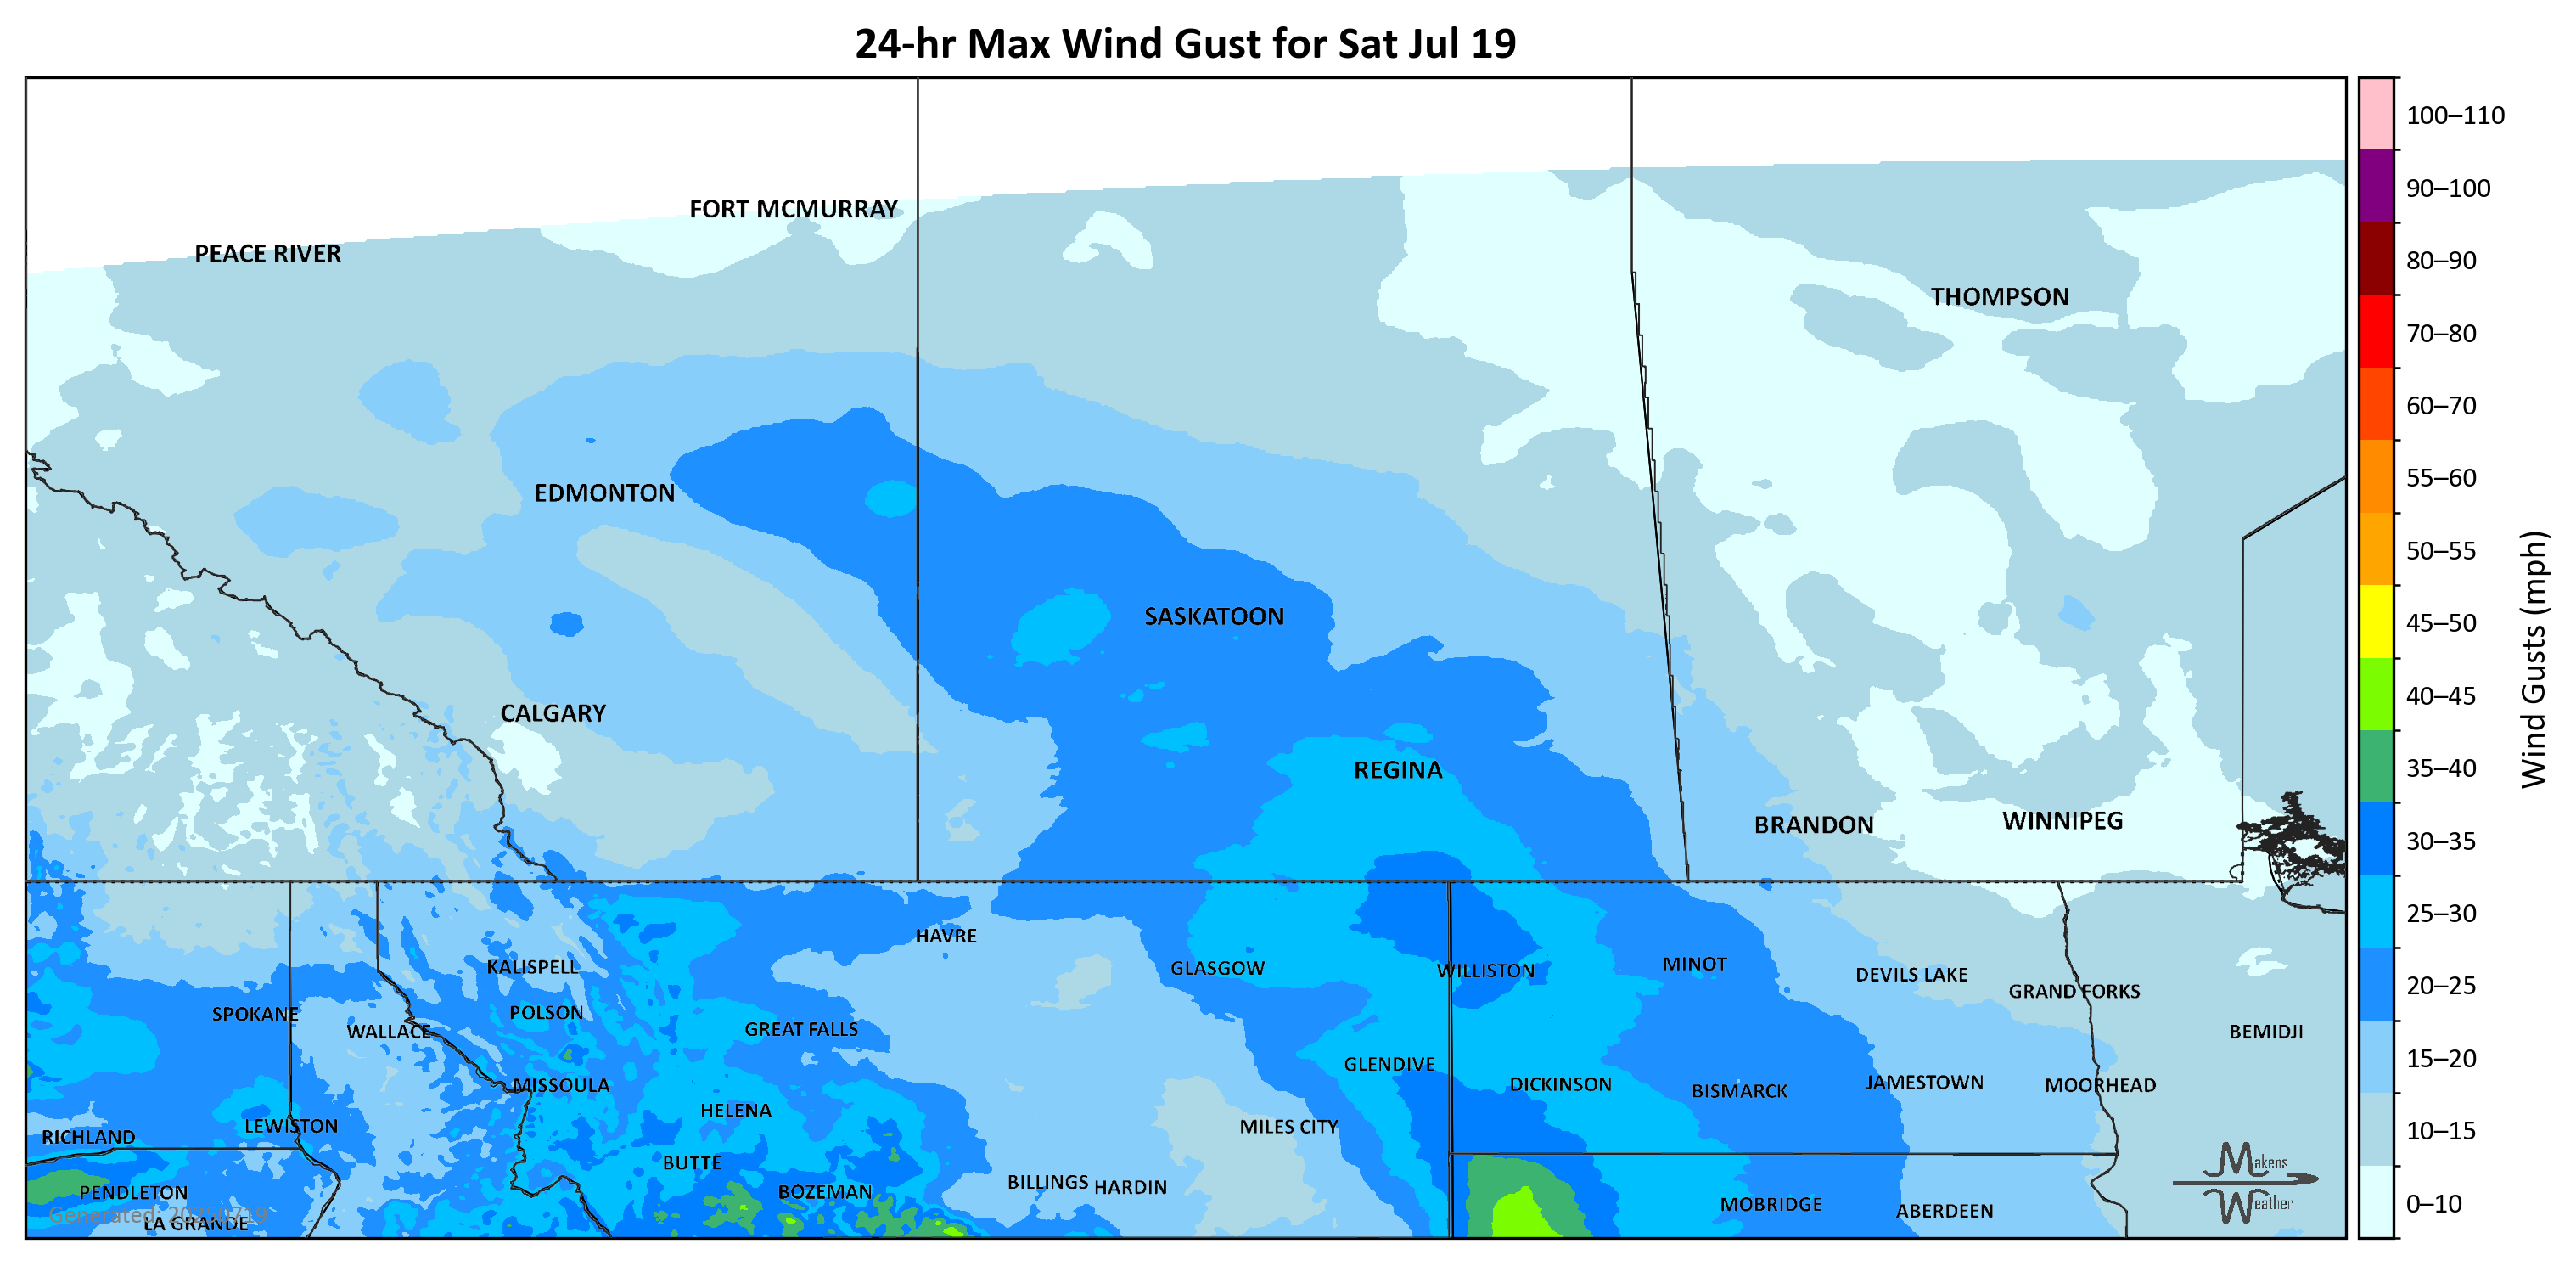 24-hr Max Wind Gust for Sat Jul 19
100–110
90–100
80–90
70–80
60–70
55–60
50–55
45–50
40–45
35–40
30–35
25–30
20–25
15–20
10–15
0–10
Wind Gusts (mph)
FORT MCMURRAY
PEACE RIVER
THOMPSON
EDMONTON
SASKATOON
CALGARY
REGINA
BRANDON
WINNIPEG
HAVRE
KALISPELL
GLASGOW
WILLISTON
MINOT
DEVILS LAKE
GRAND FORKS
SPOKANE
POLSON
WALLACE
GREAT FALLS
BEMIDJI
GLENDIVE
MISSOULA
DICKINSON
BISMARCK
JAMESTOWN
MOORHEAD
HELENA
LEWISTON
MILES CITY
RICHLAND
BUTTE
PENDLETON
BOZEMAN
BILLINGS
HARDIN
MOBRIDGE
ABERDEEN
LA GRANDE
Generated: 20250719
Makens
Weather